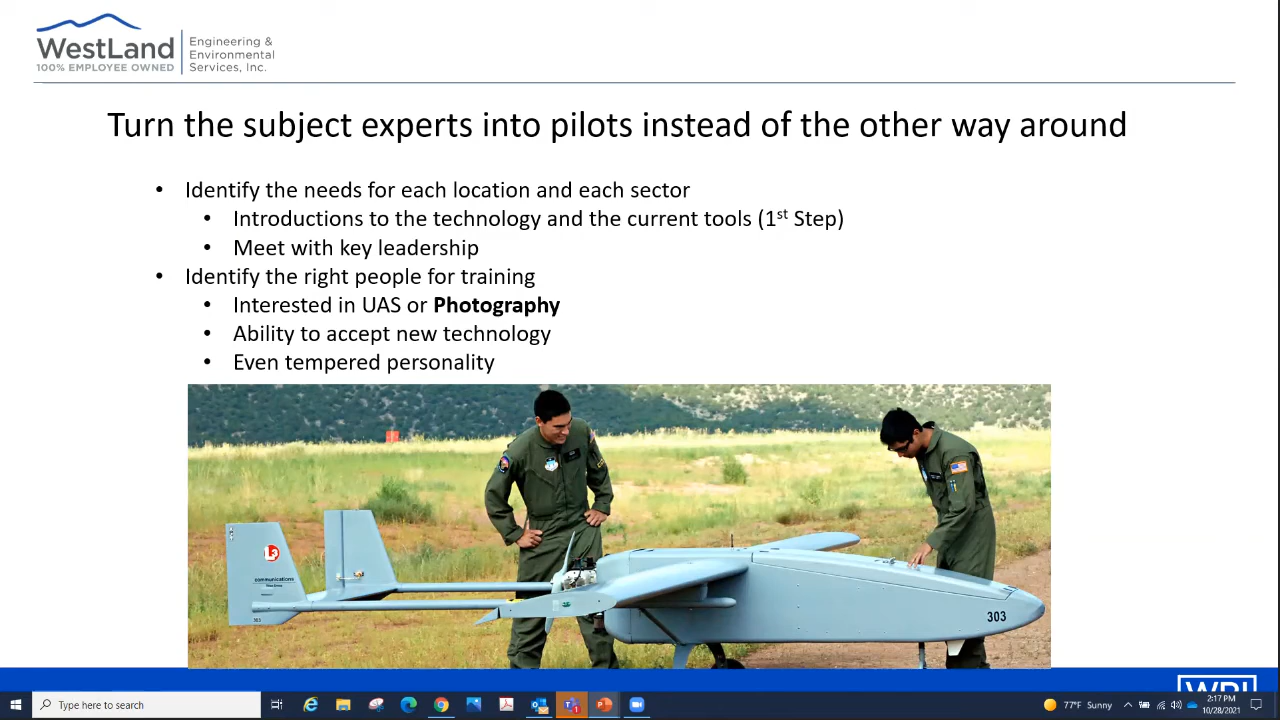 WestLand
100% EMPLOYEE OWNED
Engineering &
Environmental
Services, Inc.
Turn the subject experts into pilots instead of the other way around
• Identify the needs for each location and each sector
• Introductions to the technology and the current tools (1st Step)
• Meet with key leadership
• Identify the right people for training
• Interested in UAS or Photography
• Ability to accept new technology
• Even tempered personality
L3
communications
303
303
Type here to search
77°F Sunny
2:17 PM
10/28/2021